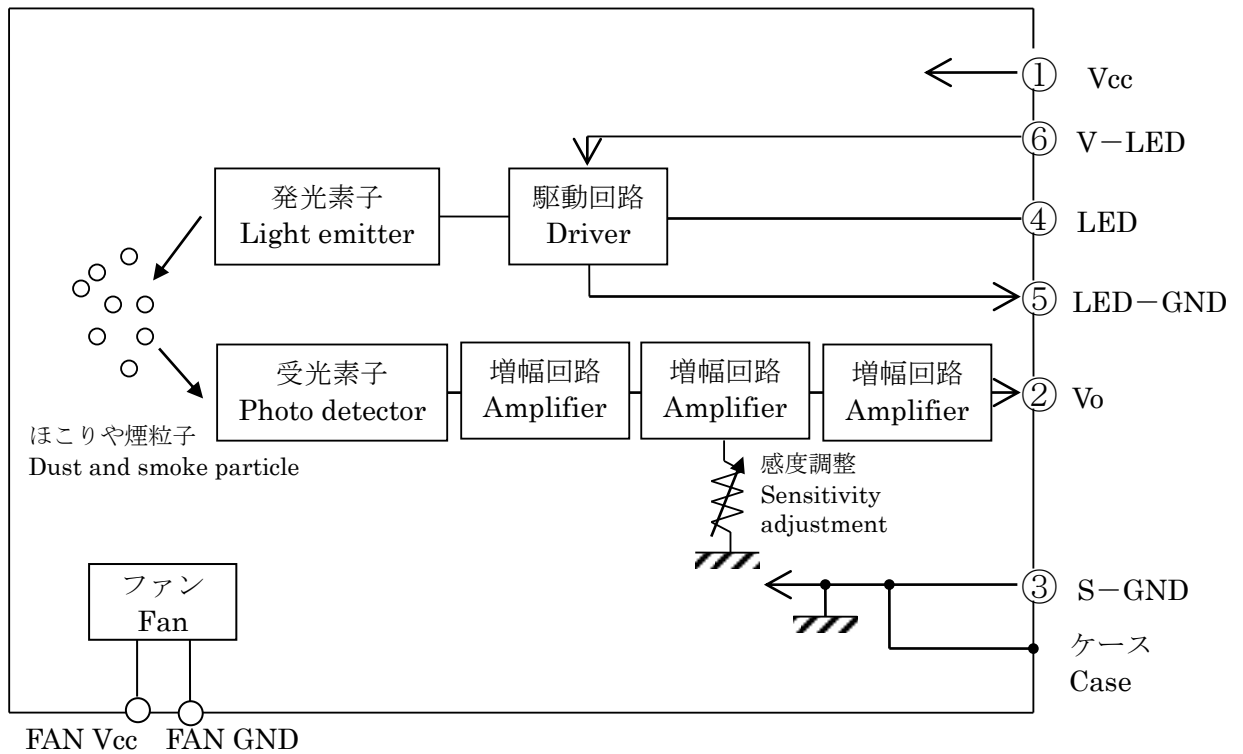 ① Vcc
⑥ V－LED
発光素子
Light emitter
駆動回路
Driver
④ LED
⑤ LED－GND
受光素子
Photo detector
増幅回路
Amplifier
増幅回路
Amplifier
増幅回路
Amplifier
② Vo
ほこりや煙粒子
Dust and smoke particle
感度調整
Sensitivity
adjustment
ファン
Fan
③ S－GND
ケース
Case
FAN Vcc
FAN GND